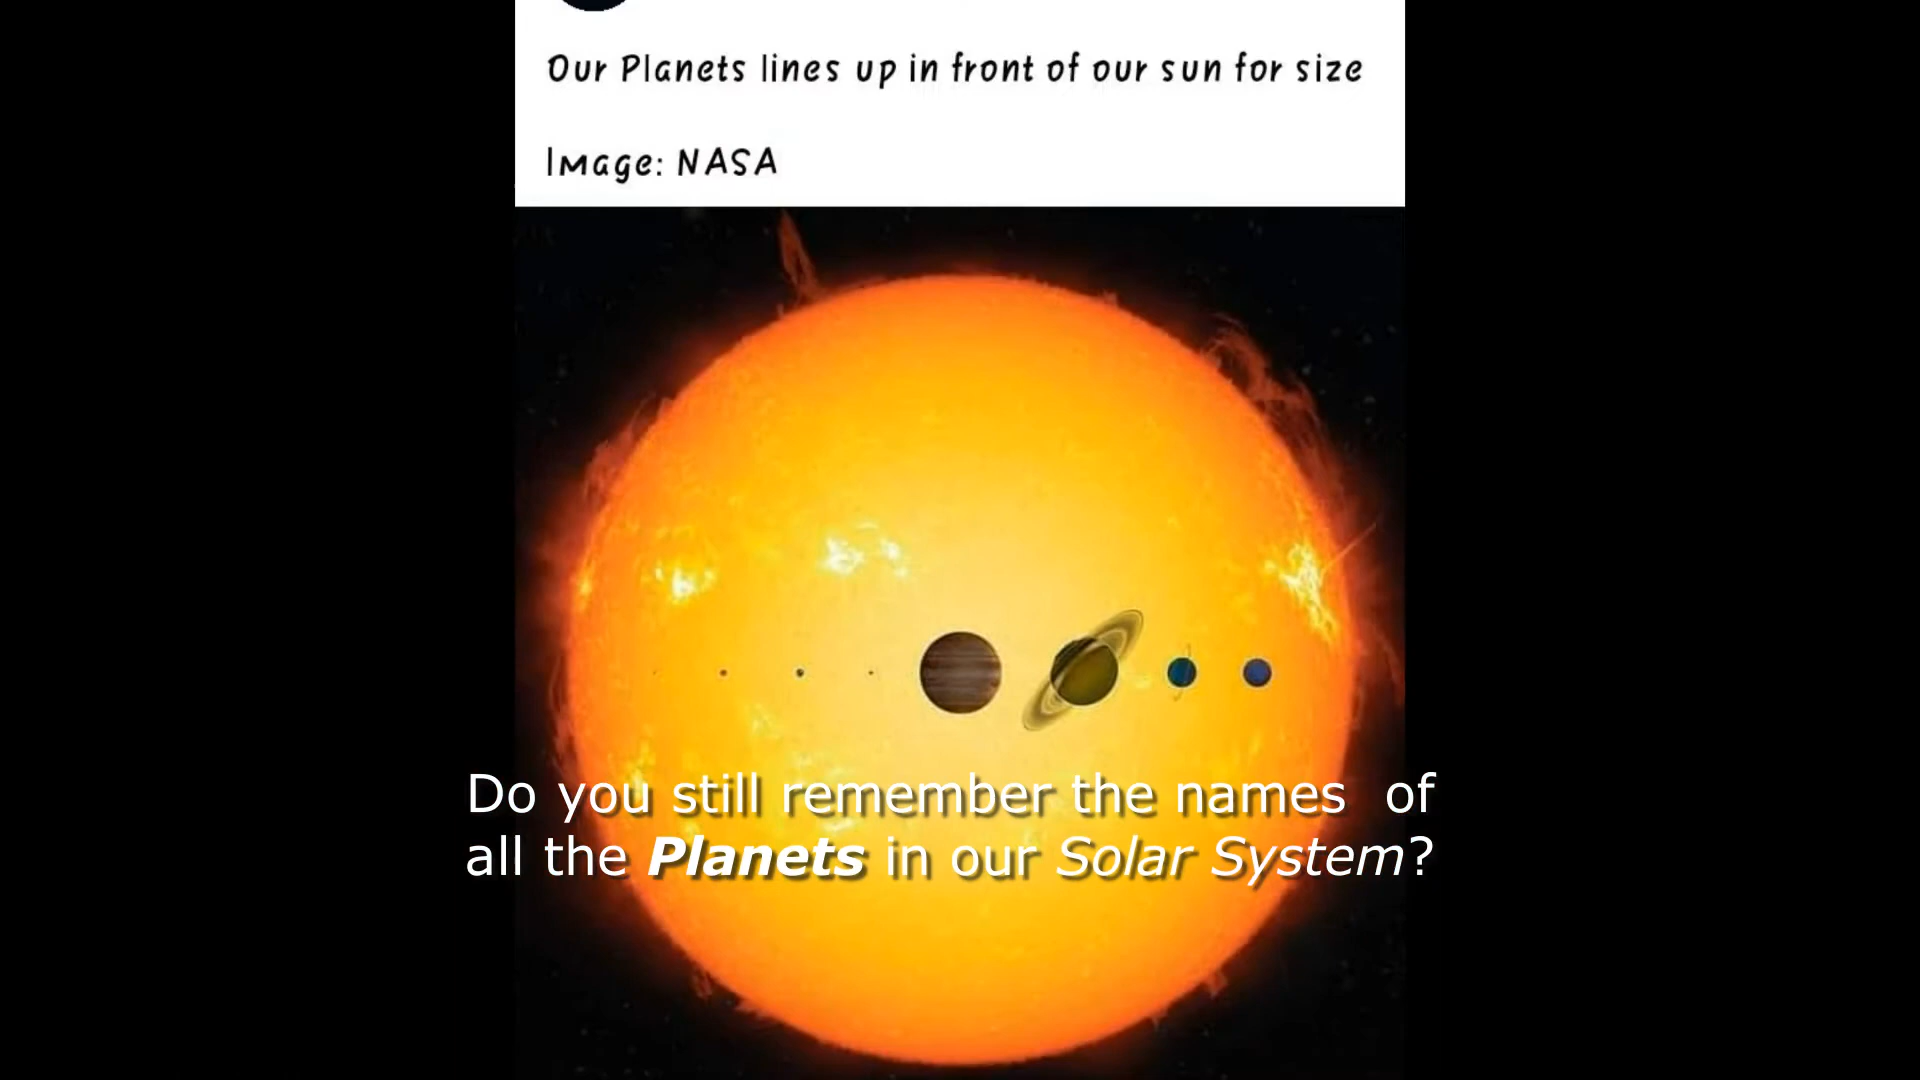 Our Planets lines up in front of our sun for size
Image: NASA
Do you still remember the names of
all the Planets in our Solar System?